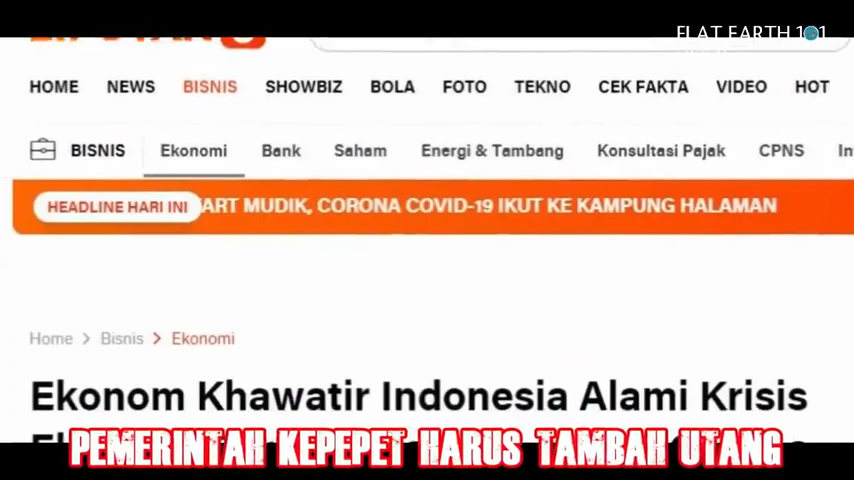 FLAT EARTH 101
HOME NEWS BISNIS SHOWBIZ BOLA FOTO TEKNO CEK FAKTA VIDEO HOT
BISNIS Ekonomi Bank Saham Energi & Tambang Konsultasi Pajak CPNS In
HEADLINE HARI INI ART MUDIK, CORONA COVID-19 IKUT KE KAMPUNG HALAMAN
Home > Bisnis > Ekonomi
Ekonom Khawatir Indonesia Alami Krisis
PEMERINTAH KEPEPET HARUS TAMBAH UTANG